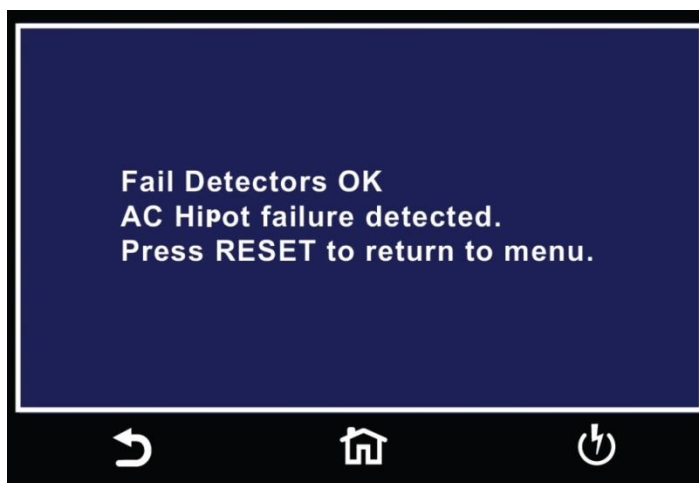 Fail Detectors OK
AC Hipot failure detected.
Press RESET to return to menu.